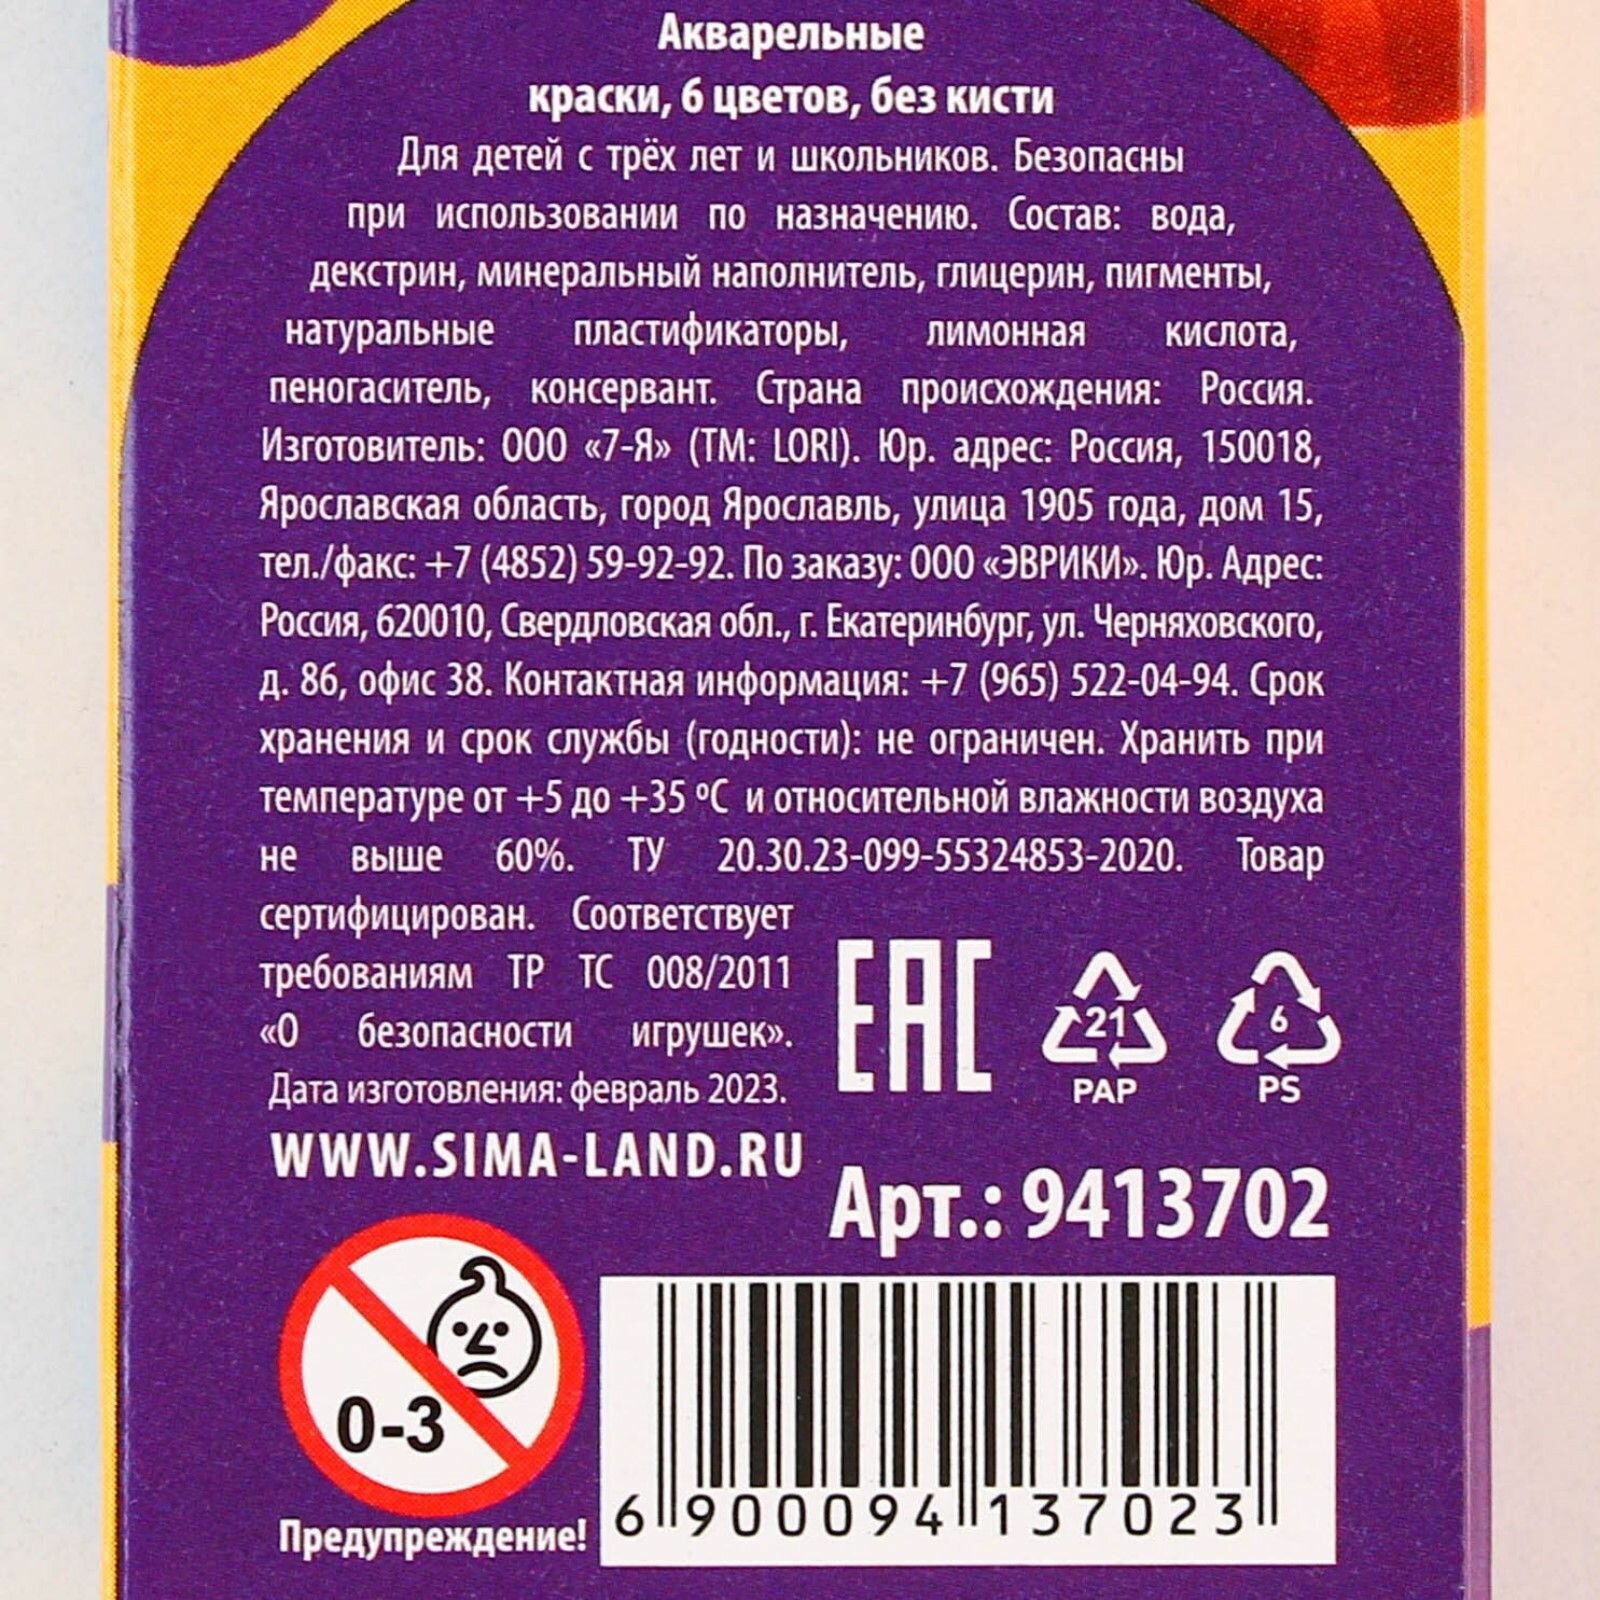 Акварельные
краски, 6 цветов, без кисти
Для детей с трёх лет и школьников. Безопасны
при использовании по назначению. Состав: вода,
декстрин, минеральный наполнитель, глицерин, пигменты,
натуральные пластификаторы, лимонная кислота,
пеногаситель, консервант. Страна происхождения: Россия.
Изготовитель: ООО «7-Я» (ТМ: LORI). Юр. адрес: Россия, 150018,
Ярославская область, город Ярославль, улица 1905 года, дом 15,
тел./факс: +7 (4852) 59-92-92. По заказу: ООО «ЭВРИКИ». Юр. Адрес:
Россия, 620010, Свердловская обл., г. Екатеринбург, ул. Черняховского,
д. 86, офис 38. Контактная информация: +7 (965) 522-04-94. Срок
хранения и срок службы (годности): не ограничен. Хранить при
температуре от +5 до +35 ºС и относительной влажности воздуха
не выше 60%. ТУ 20.30.23-099-55324853-2020. Товар
сертифицирован. Соответствует
требованиям ТР ТС 008/2011
«О безопасности игрушек».
Дата изготовления: февраль 2023.
WWW.SIMA-LAND.RU
EAC
21
PAP
6
PS
Арт.: 9413702
0-3
Предупреждение!
6 900094 137023